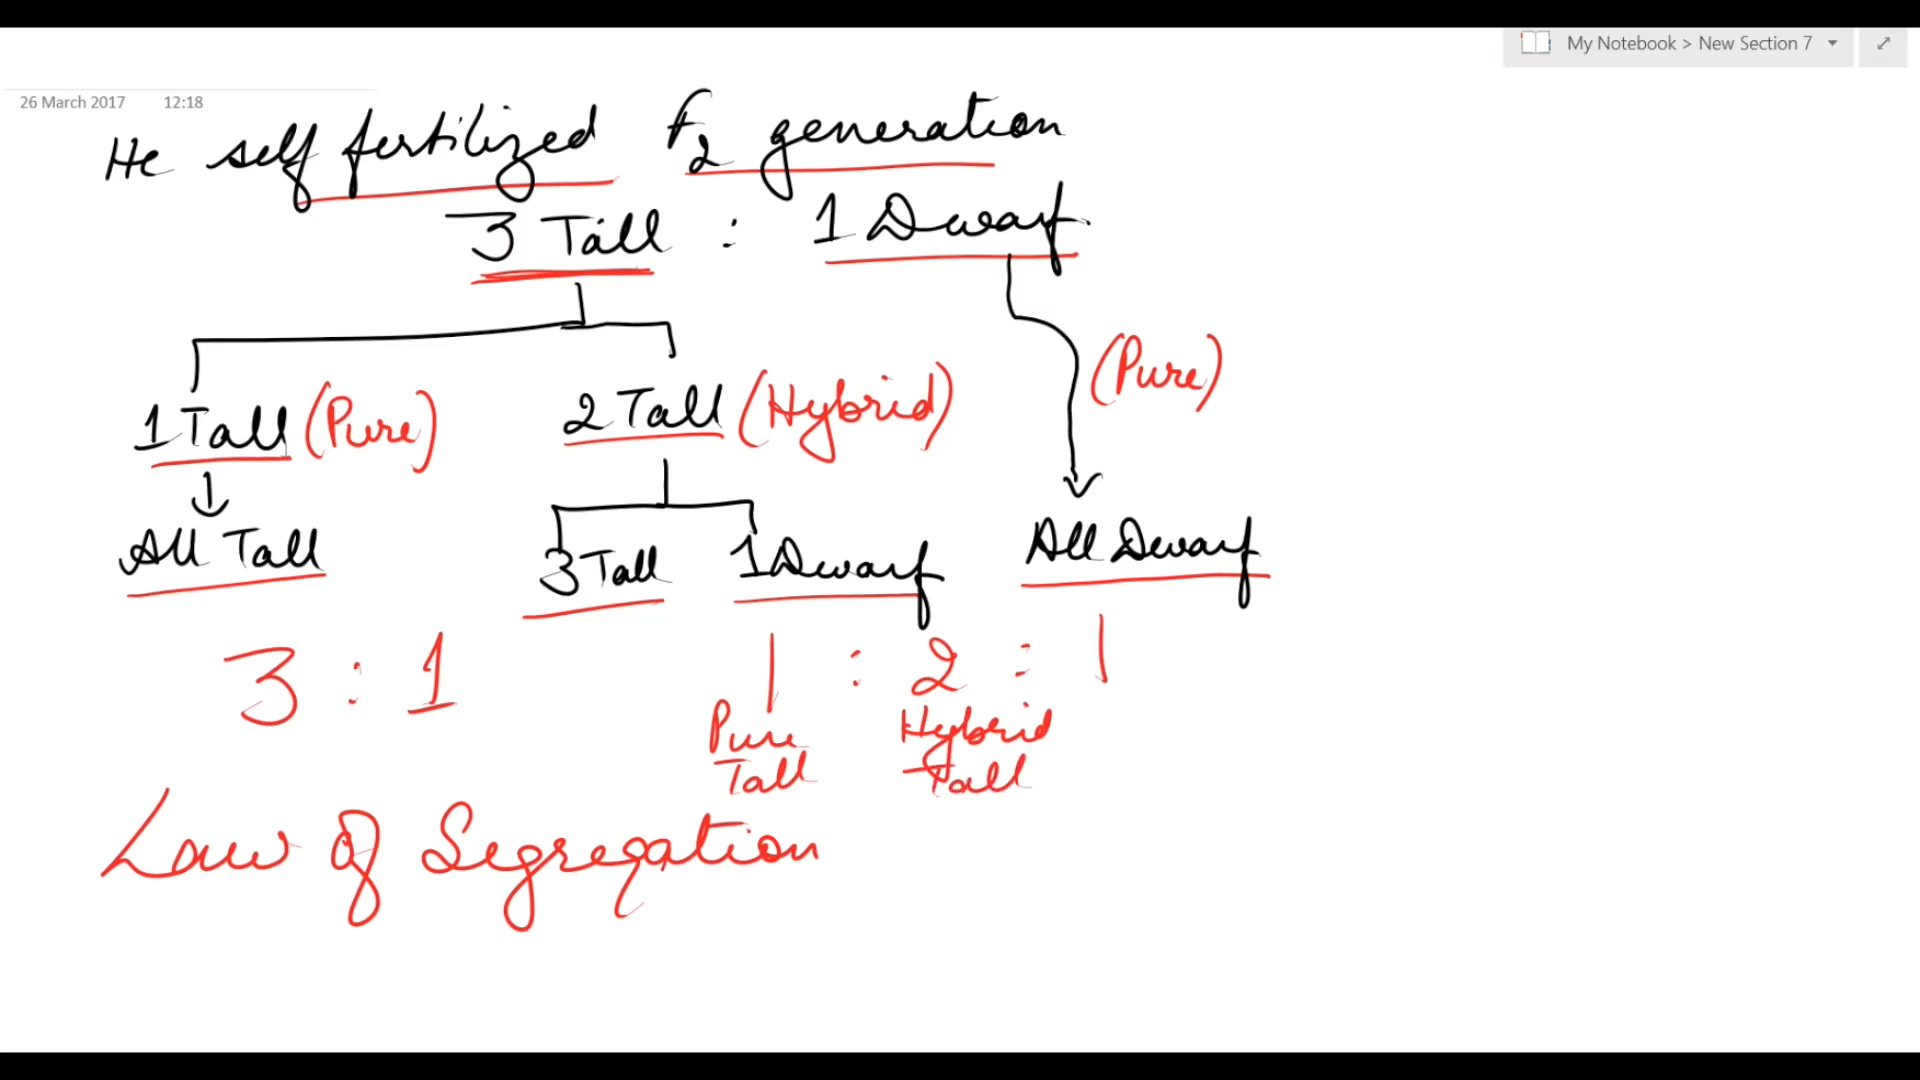 My Notebook > New Section 7
26 March 2017 12:18
He self fertilized F2 generation
3 Tall : 1 Dwarf
(Pure)
1 Tall (Pure) 2 Tall (Hybrid)
All Tall 3 Tall 1 Dwarf All Dwarf
3 : 1 1 : 2 : 1
Pure Hybrid
Tall Tall
Law of Segregation